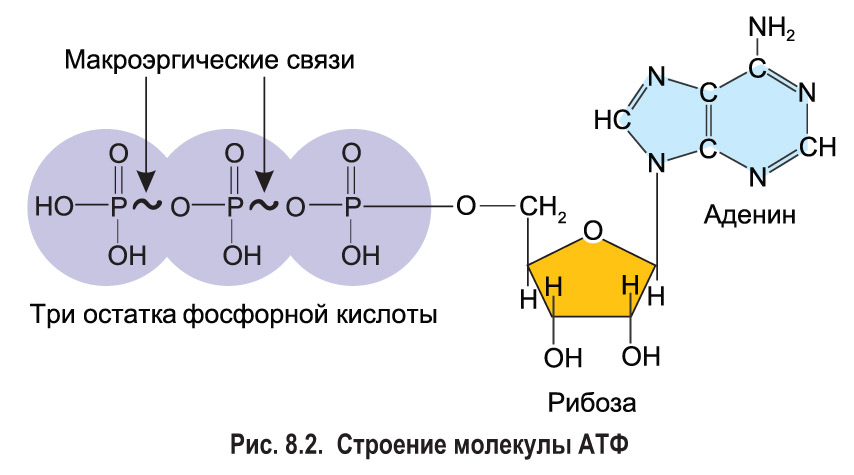 NH₂
Макроэргические связи
N C N
HC C CH
N C N
O O O
HO P ~ O P ~ O P O CH₂
OH OH OH
Аденин
O
H H H H
Три остатка фосфорной кислоты
OH OH
Рибоза
Рис. 8.2. Строение молекулы АТФ